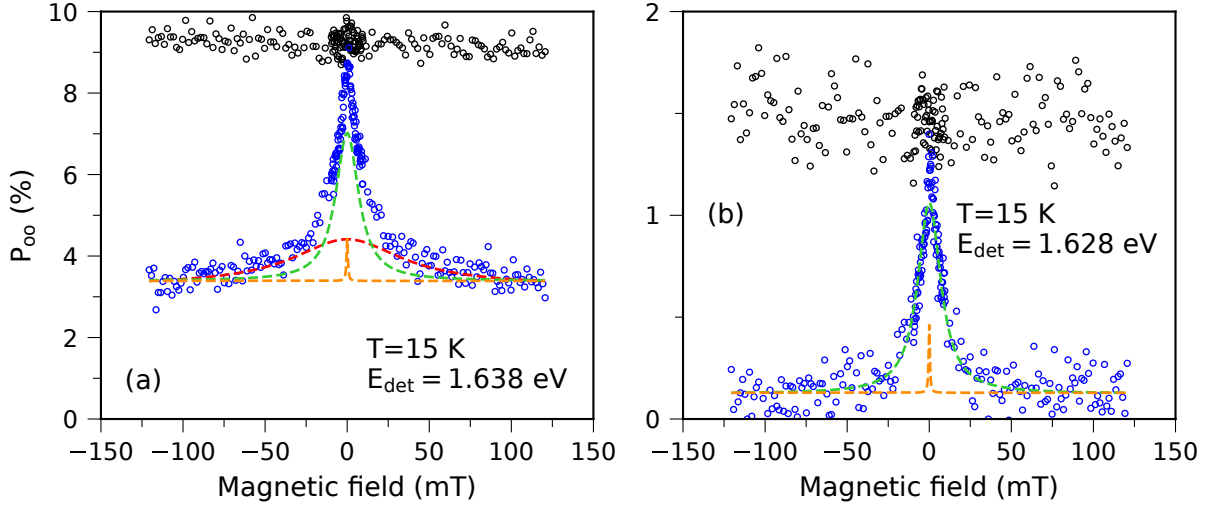 10
8
6
4
2
0
P∞ (%)
(a)
T=15 K
E_det = 1.638 eV
−150 −100 −50 0 50 100 150
Magnetic field (mT)
2
1
0
(b)
T=15 K
E_det = 1.628 eV
−150 −100 −50 0 50 100 150
Magnetic field (mT)